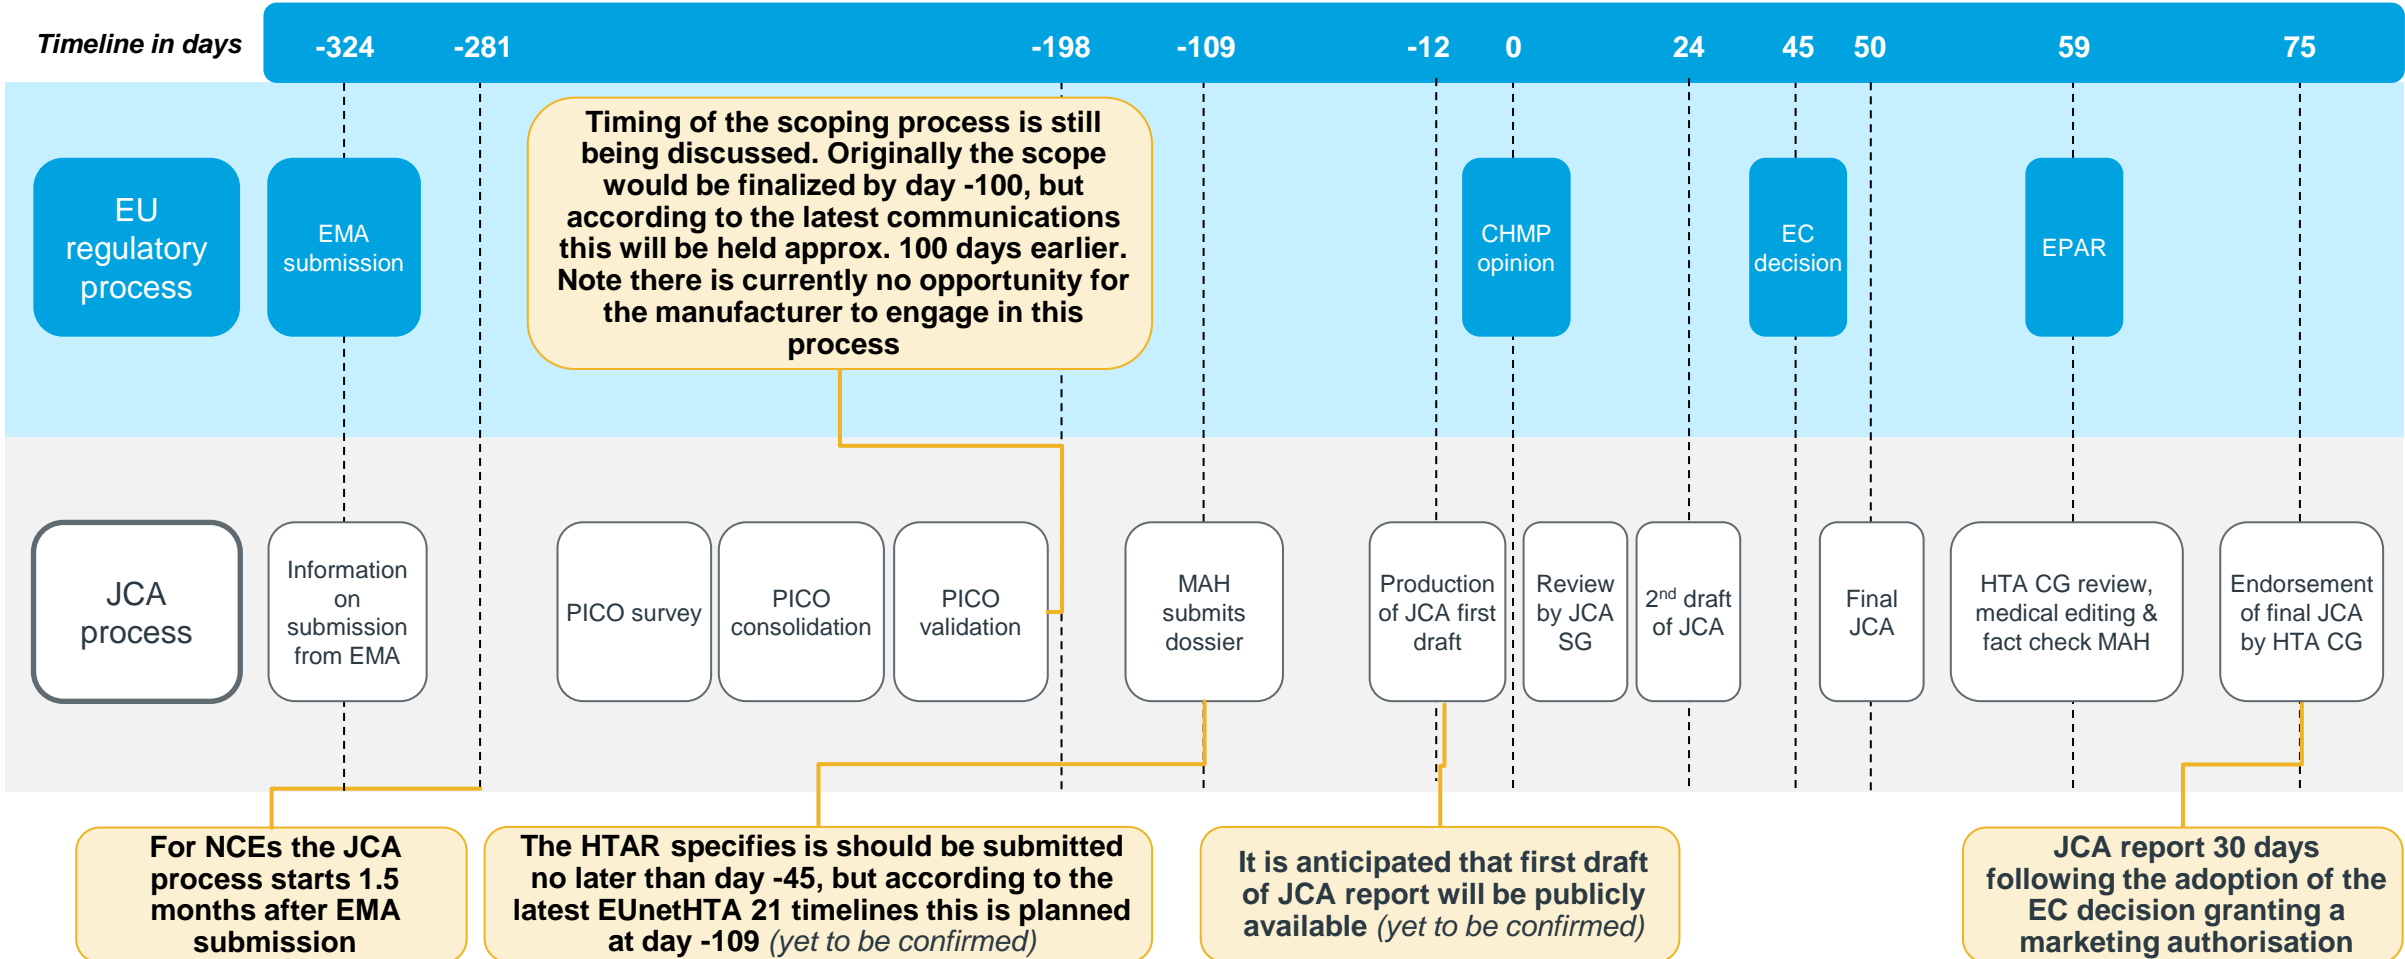 Timeline in days
-324
-281
-198
-109
-12
0
24
45
50
59
75
Timing of the scoping process is still
being discussed. Originally the scope
would be finalized by day -100, but
according to the latest communications
this will be held approx. 100 days earlier.
Note there is currently no opportunity for
the manufacturer to engage in this
process
EU
regulatory
process
EMA
submission
CHMP
opinion
EC
decision
EPAR
JCA
process
Information
on
submission
from EMA
PICO survey
PICO
consolidation
PICO
validation
MAH
submits
dossier
Production
of JCA first
draft
Review
by JCA
SG
2nd draft
of JCA
Final
JCA
HTA CG review,
medical editing &
fact check MAH
Endorsement
of final JCA
by HTA CG
For NCEs the JCA
process starts 1.5
months after EMA
submission
The HTAR specifies is should be submitted
no later than day -45, but according to the
latest EUnetHTA 21 timelines this is planned
at day -109 (yet to be confirmed)
It is anticipated that first draft
of JCA report will be publicly
available (yet to be confirmed)
JCA report 30 days
following the adoption of the
EC decision granting a
marketing authorisation